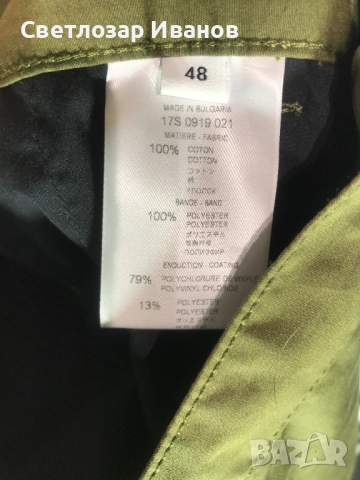 Светлозар Иванов
48
MADE IN BULGARIA
17S 0919 021
MATIERE - FABRIC
100% COTON
COTTON
コットン
棉
ХЛОПОК
BANDE - BAND
100% POLYESTER
POLYESTER
ポリエステル
聚酯纤维
ПОЛИЭФИР
ENDUCTION - COATING
79% POLYCHLORURE DE VINYLE
POLYVINYL CHLORIDE
13% POLYESTER
POLYESTER
ポリエステル
BAZAR